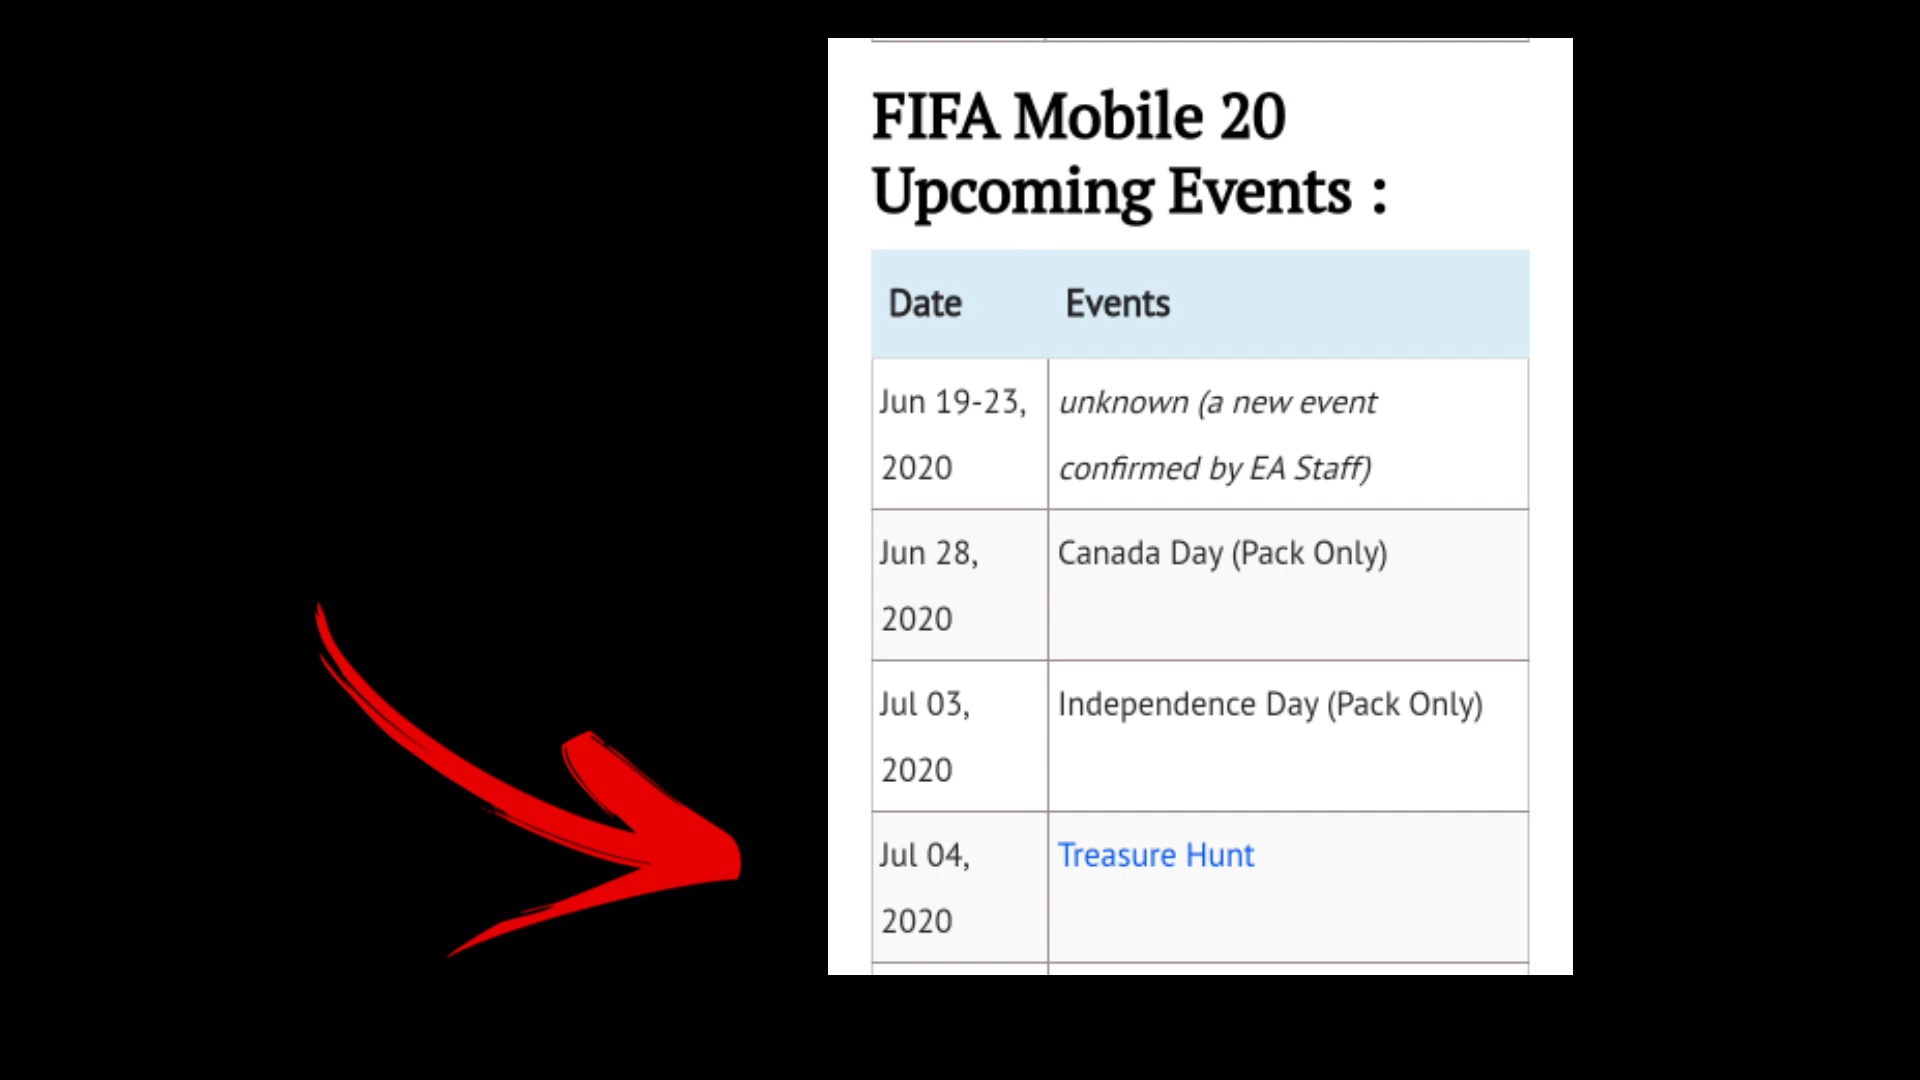 FIFA Mobile 20
Upcoming Events :
Date Events
Jun 19-23, unknown (a new event
2020 confirmed by EA Staff)
Jun 28, Canada Day (Pack Only)
2020
Jul 03, Independence Day (Pack Only)
2020
Jul 04, Treasure Hunt
2020